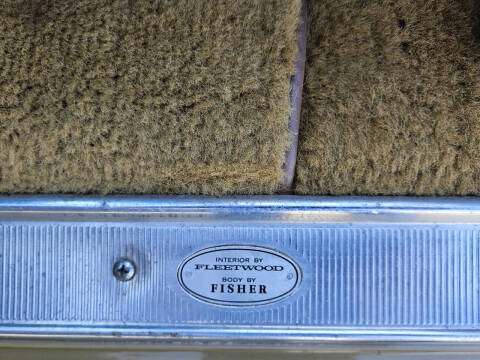 INTERIOR BY
FLEETWOOD
BODY BY
FISHER